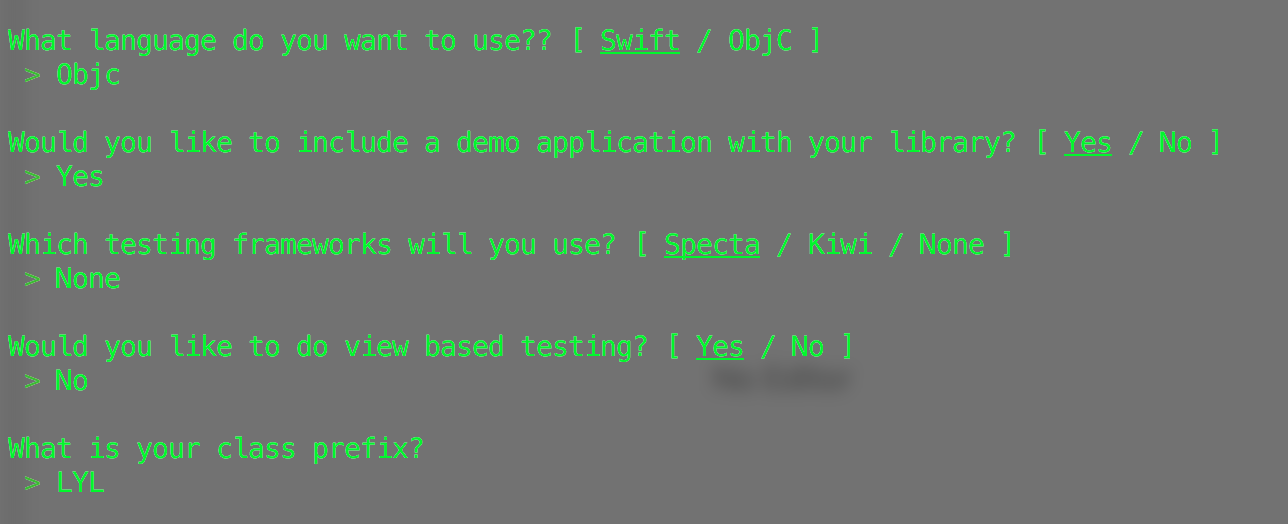 What language do you want to use?? [ Swift / ObjC ]
> Objc
Would you like to include a demo application with your library? [ Yes / No ]
> Yes
Which testing frameworks will you use? [ Specta / Kiwi / None ]
> None
Would you like to do view based testing? [ Yes / No ]
> No
What is your class prefix?
> LYL